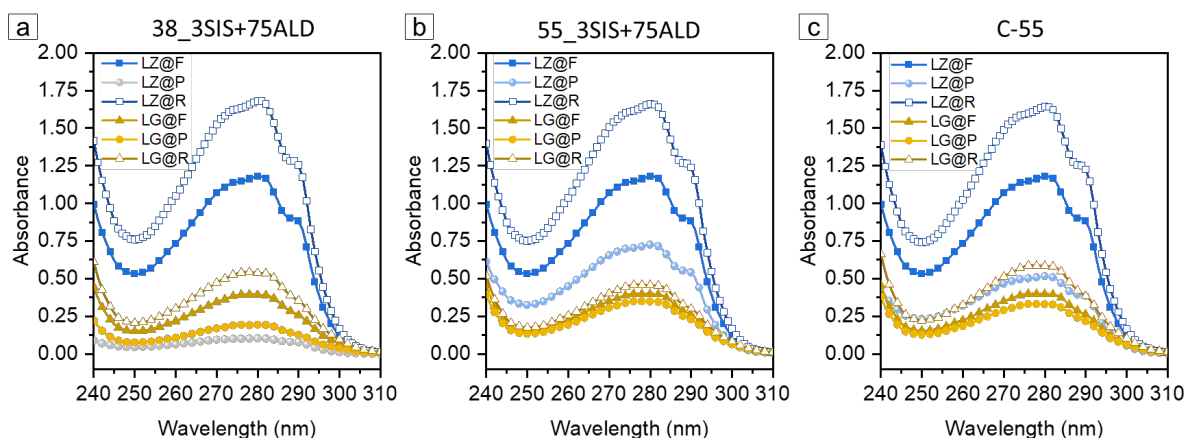 a
38_3SIS+75ALD
2.00
1.75
1.50
1.25
1.00
0.75
0.50
0.25
0.00
Absorbance
LZ@F
LZ@P
LZ@R
LG@F
LG@P
LG@R
240 250 260 270 280 290 300 310
Wavelength (nm)
b
55_3SIS+75ALD
2.00
1.75
1.50
1.25
1.00
0.75
0.50
0.25
0.00
Absorbance
LZ@F
LZ@P
LZ@R
LG@F
LG@P
LG@R
240 250 260 270 280 290 300 310
Wavelength (nm)
c
C-55
2.00
1.75
1.50
1.25
1.00
0.75
0.50
0.25
0.00
Absorbance
LZ@F
LZ@P
LZ@R
LG@F
LG@P
LG@R
240 250 260 270 280 290 300 310
Wavelength (nm)